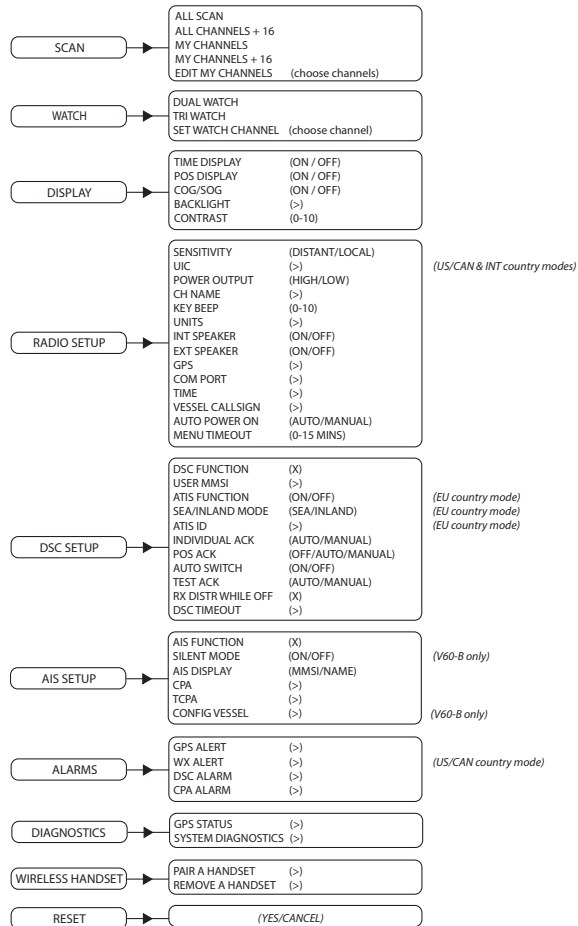 SCAN
ALL SCAN
ALL CHANNELS + 16
MY CHANNELS
MY CHANNELS + 16
EDIT MY CHANNELS (choose channels)
WATCH
DUAL WATCH
TRI WATCH
SET WATCH CHANNEL (choose channel)
DISPLAY
TIME DISPLAY (ON / OFF)
POS DISPLAY (ON / OFF)
COG/SOG (ON / OFF)
BACKLIGHT (>)
CONTRAST (0-10)
RADIO SETUP
SENSITIVITY (DISTANT/LOCAL)
UIC (>) (US/CAN & INT country modes)
POWER OUTPUT (HIGH/LOW)
CH NAME (>)
KEY BEEP (0-10)
UNITS (>)
INT SPEAKER (ON/OFF)
EXT SPEAKER (ON/OFF)
GPS (>)
COM PORT (>)
TIME (>)
VESSEL CALLSIGN (>)
AUTO POWER ON (AUTO/MANUAL)
MENU TIMEOUT (0-15 MINS)
DSC SETUP
DSC FUNCTION (X)
USER MMSI (>)
ATIS FUNCTION (ON/OFF) (EU country mode)
SEA/INLAND MODE (SEA/INLAND) (EU country mode)
ATIS ID (>) (EU country mode)
INDIVIDUAL ACK (AUTO/MANUAL)
POS ACK (OFF/AUTO/MANUAL)
AUTO SWITCH (ON/OFF)
TEST ACK (AUTO/MANUAL)
RX DISTR WHILE OFF (X)
DSC TIMEOUT (>)
AIS SETUP
AIS FUNCTION (X)
SILENT MODE (ON/OFF) (V60-B only)
AIS DISPLAY (MMSI/NAME)
CPA (>)
TCPA (>)
CONFIG VESSEL (>) (V60-B only)
ALARMS
GPS ALERT (>)
WX ALERT (>) (US/CAN country mode)
DSC ALARM (>)
CPA ALARM (>)
DIAGNOSTICS
GPS STATUS (>)
SYSTEM DIAGNOSTICS (>)
WIRELESS HANDSET
PAIR A HANDSET (>)
REMOVE A HANDSET (>)
RESET
(YES/CANCEL)